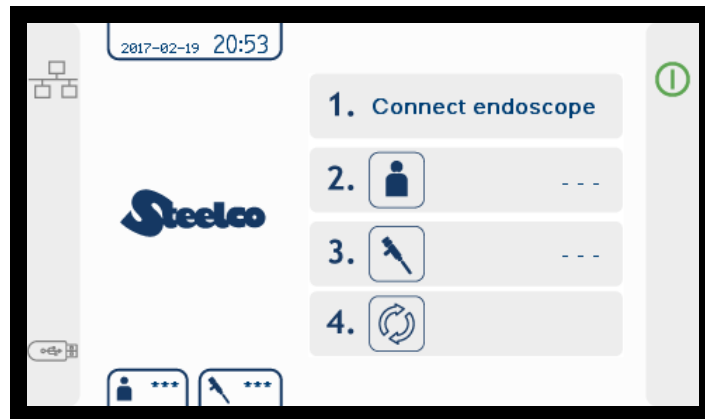 2017-02-19 20:53
1. Connect endoscope
2. - - -
Steelco
3. - - -
4.
*** ***